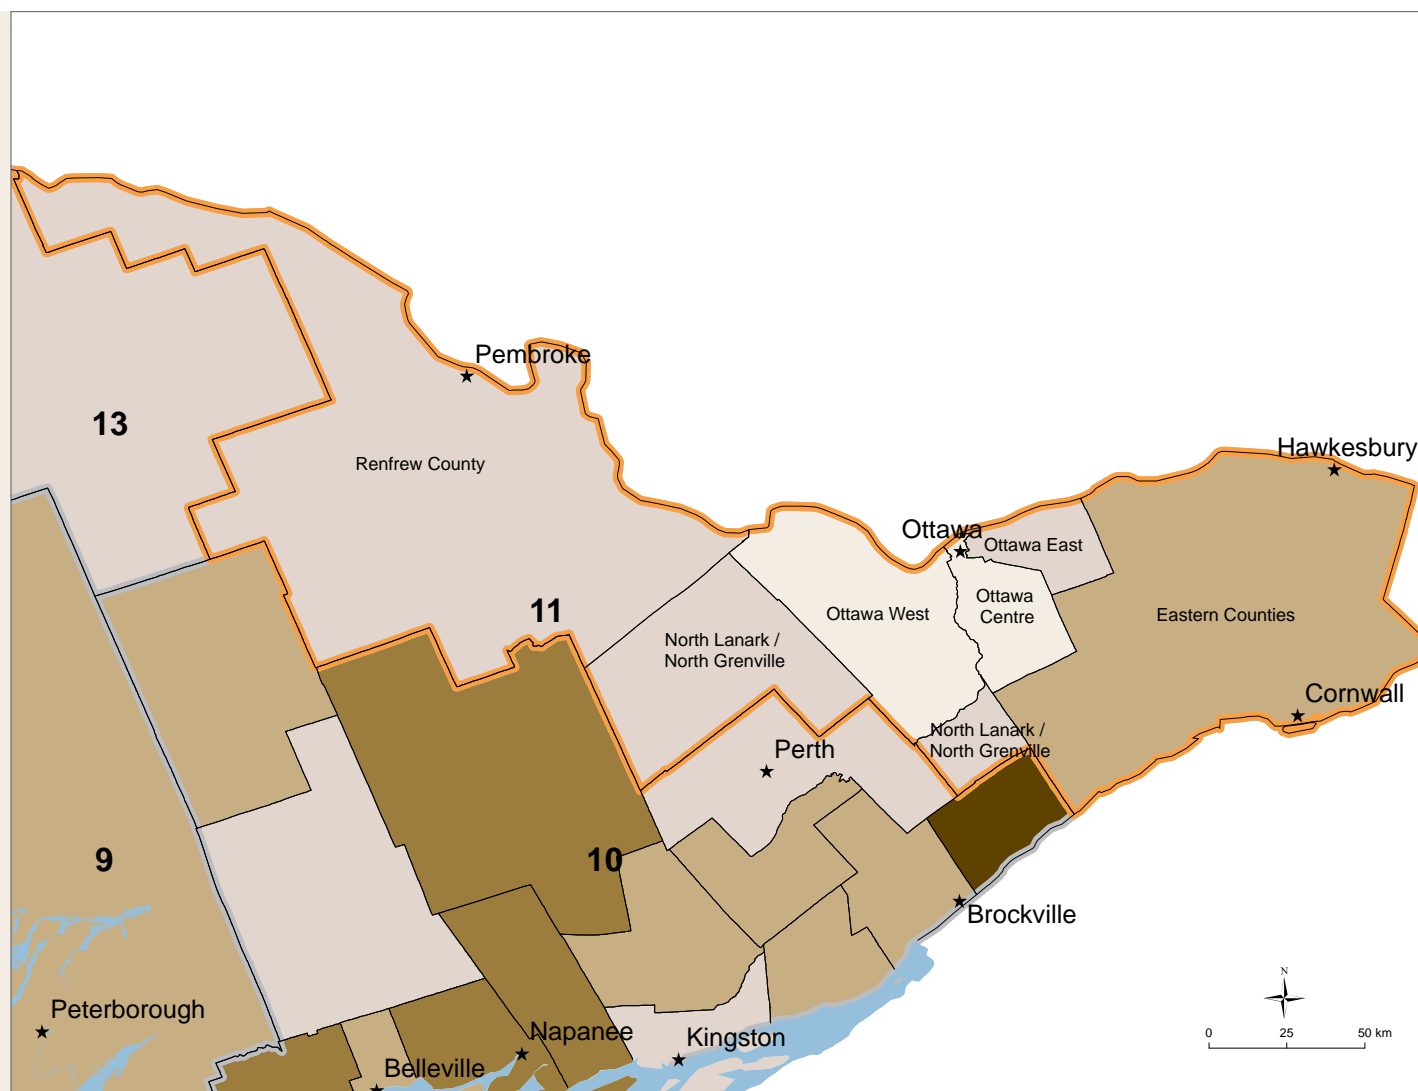 Pembroke
13
Renfrew County
Hawkesbury
Ottawa
Ottawa East
11
Ottawa
Centre
Ottawa West
Eastern Counties
North Lanark /
North Grenville
Cornwall
North Lanark /
North Grenville
Perth
9
10
Brockville
N
Peterborough
Napanee
Kingston
0 25 50 km
Belleville